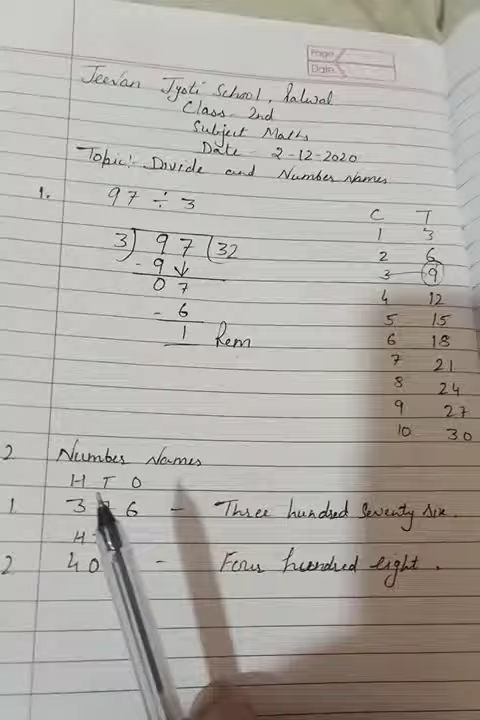 Page
Date
Jeevan Jyoti School, Palwal
Class- 2nd
Subject Maths
Date - 2-12-2020
Topic:- Divide and Number Names
1. 97 ÷ 3
3) 97 (32
- 9 ↓
0 7
- 6
1 Rem
C T
1 3
2 6
3 9
4 12
5 15
6 18
7 21
8 24
9 27
10 30
2 Number Names
H T O
1. 3 6 - Three hundred seventy six.
H
2 40 - Four hundred eight.